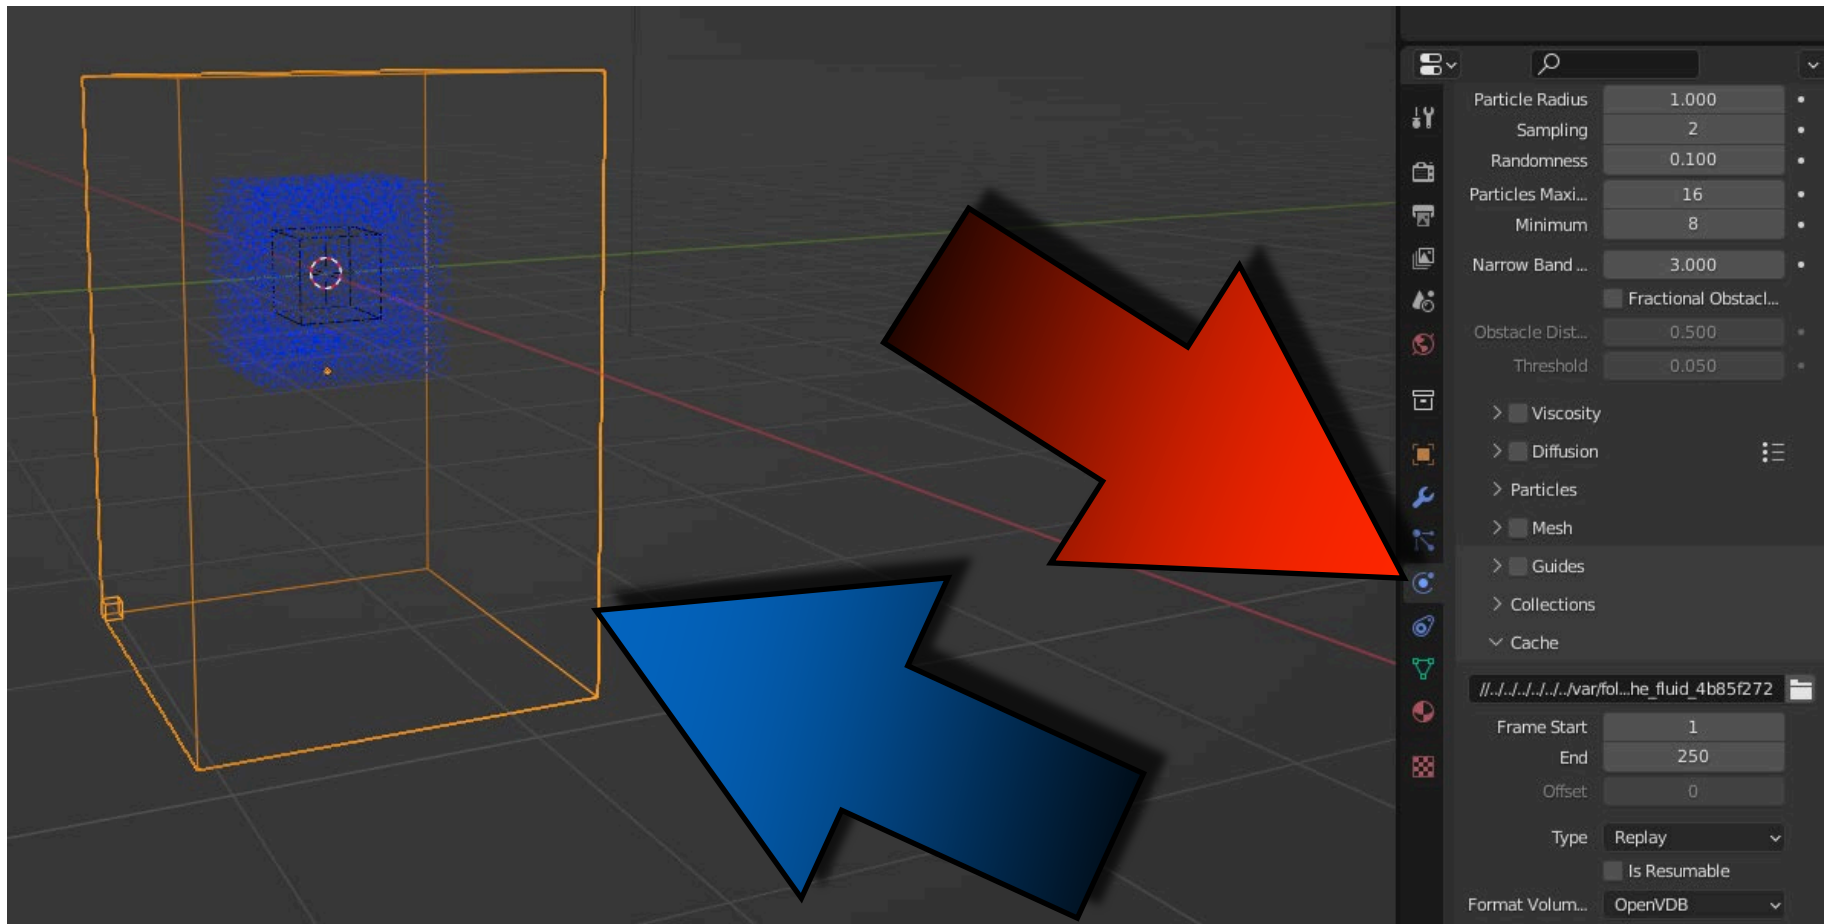 Particle Radius 1.000
Sampling 2
Randomness 0.100
Particles Maxi... 16
Minimum 8
Narrow Band ... 3.000
Fractional Obstacl...
Obstacle Dist... 0.500
Threshold 0.050
Viscosity
Diffusion
Particles
Mesh
Guides
Collections
Cache
//../../../../../../var/fol...he_fluid_4b85f272
Frame Start 1
End 250
Offset 0
Type Replay
Is Resumable
Format Volum... OpenVDB